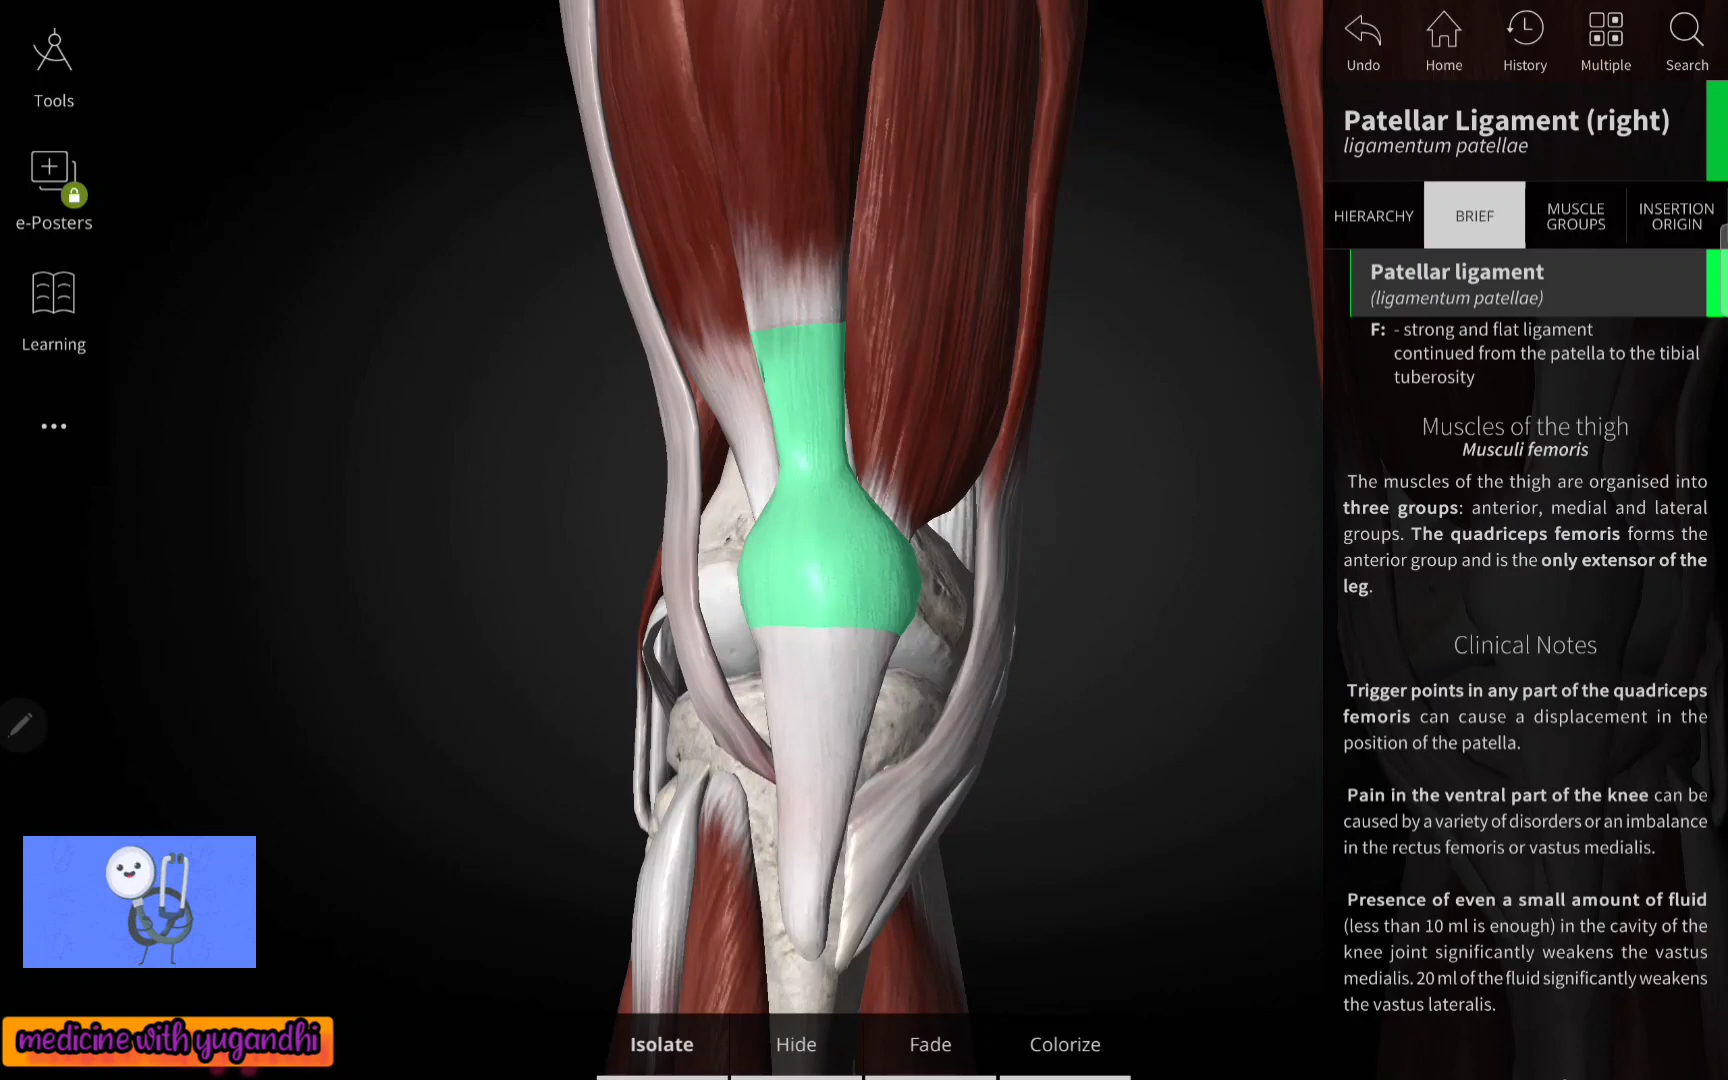 Tools
e-Posters
Learning
Undo
Home
History
Multiple
Search
Patellar Ligament (right)
ligamentum patellae
HIERARCHY
BRIEF
MUSCLE
GROUPS
INSERTION
ORIGIN
Patellar ligament
(ligamentum patellae)
F: - strong and flat ligament
continued from the patella to the tibial
tuberosity
Muscles of the thigh
Musculi femoris
The muscles of the thigh are organised into
three groups: anterior, medial and lateral
groups. The quadriceps femoris forms the
anterior group and is the only extensor of the
leg.
Clinical Notes
Trigger points in any part of the quadriceps
femoris can cause a displacement in the
position of the patella.
Pain in the ventral part of the knee can be
caused by a variety of disorders or an imbalance
in the rectus femoris or vastus medialis.
Presence of even a small amount of fluid
(less than 10 ml is enough) in the cavity of the
knee joint significantly weakens the vastus
medialis. 20 ml of the fluid significantly weakens
the vastus lateralis.
medicine with yugandhi
Isolate
Hide
Fade
Colorize